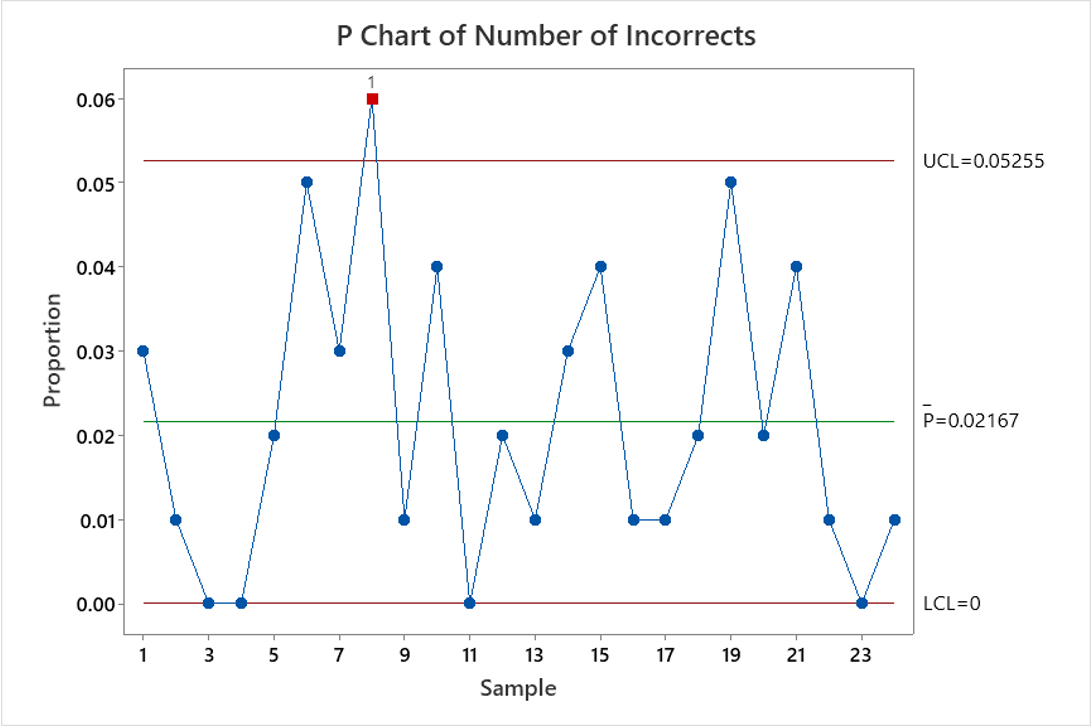 P Chart of Number of Incorrects
1
0.06
0.05
0.04
0.03
0.02
0.01
0.00
Proportion
UCL=0.05255
P̅=0.02167
LCL=0
1 3 5 7 9 11 13 15 17 19 21 23
Sample